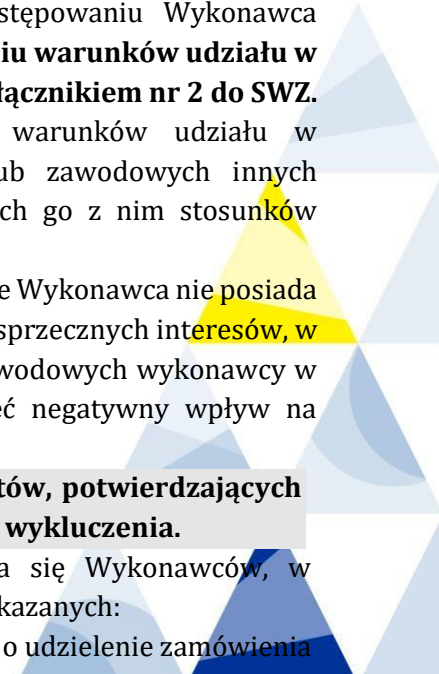 stępowaniu Wykonawca
iu warunków udziału w
łącznikiem nr 2 do SWZ.
warunków udziału w
ub zawodowych innych
ch go z nim stosunków
e Wykonawca nie posiada
sprzecznych interesów, w
wodowych wykonawcy w
eć negatywny wpływ na
tów, potwierdzających
wykluczenia.
a się Wykonawców, w
kazanych:
o udzielenie zamówienia